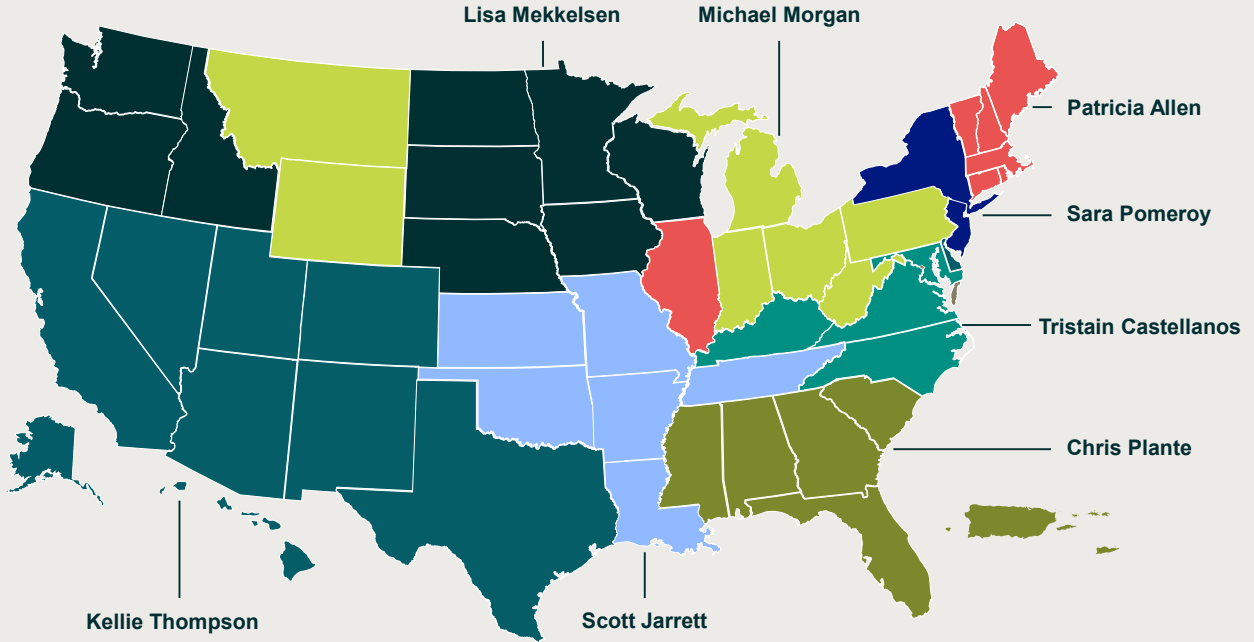 Lisa Mekkelsen
Michael Morgan
Patricia Allen
Sara Pomeroy
Tristain Castellanos
Chris Plante
Kellie Thompson
Scott Jarrett